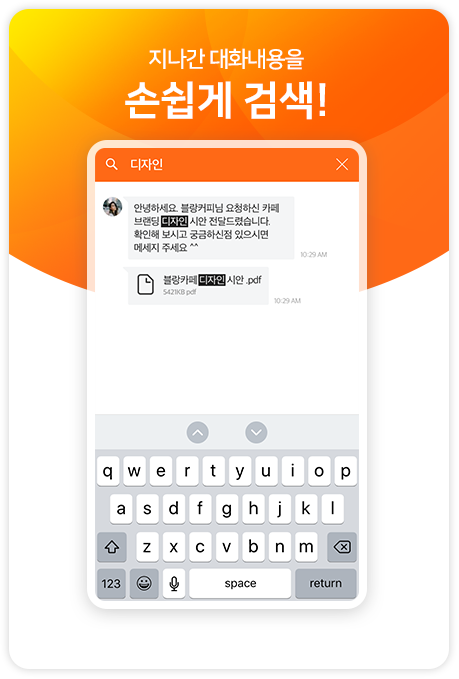 지나간 대화내용을
손쉽게 검색!
디자인
안녕하세요. 블랑커피님 요청하신 카페
브랜딩 디자인 시안 전달드렸습니다.
확인해 보시고 궁금하신점 있으시면
메세지 주세요 ^^
10:29 AM
블랑카페디자인시안 .pdf
5421KB pdf
10:29 AM
q w e r t y u i o p
a s d f g h j k l
z x c v b n m
123 space return